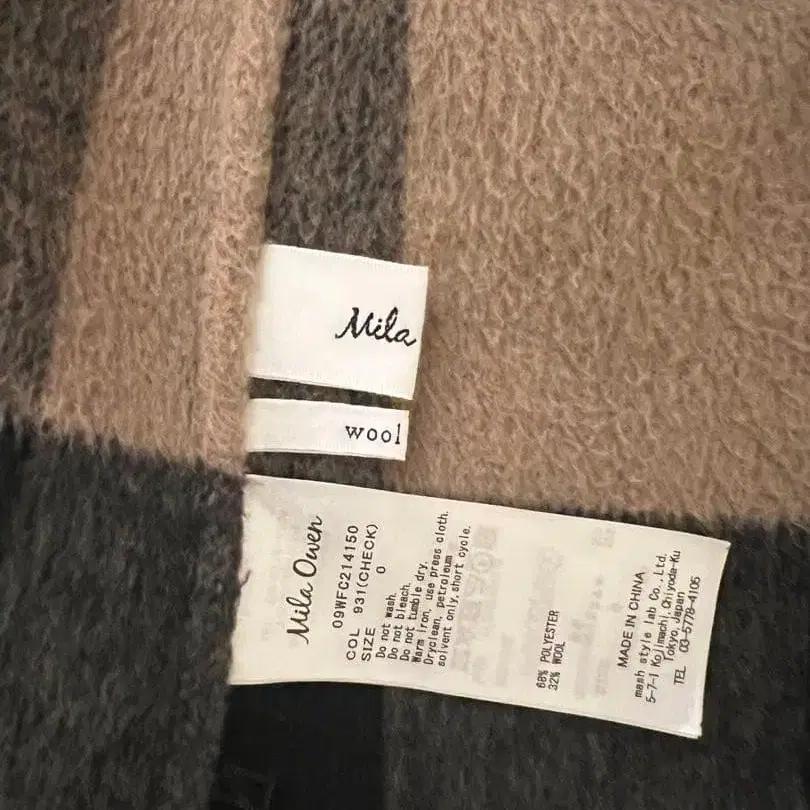 Mila
wool
Mila Owen
09WFC214150
COL 931(CHECK)
SIZE 0
Do not wash.
Do not bleach.
Do not tumble dry.
Warm iron, use press cloth.
Dryclean, petroleum
solvent only, short cycle.
68% POLYESTER
32% WOOL
MADE IN CHINA
mash style lab Co., Ltd.
5-7-1 Kojimachi, Chiyoda-Ku
Tokyo, Japan
TEL 03-5778-4106